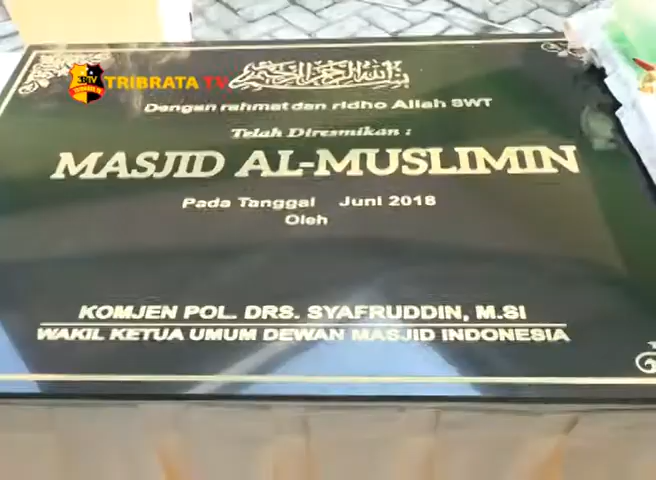 TRIBRATA TV
بسم الله الرحمن الرحيم
Dengan rahmat dan ridho Allah SWT
Telah Diresmikan :
MASJID AL-MUSLIMIN
Pada Tanggal Juni 2018
Oleh
KOMJEN POL. DRS. SYAFRUDDIN, M.SI
WAKIL KETUA UMUM DEWAN MASJID INDONESIA